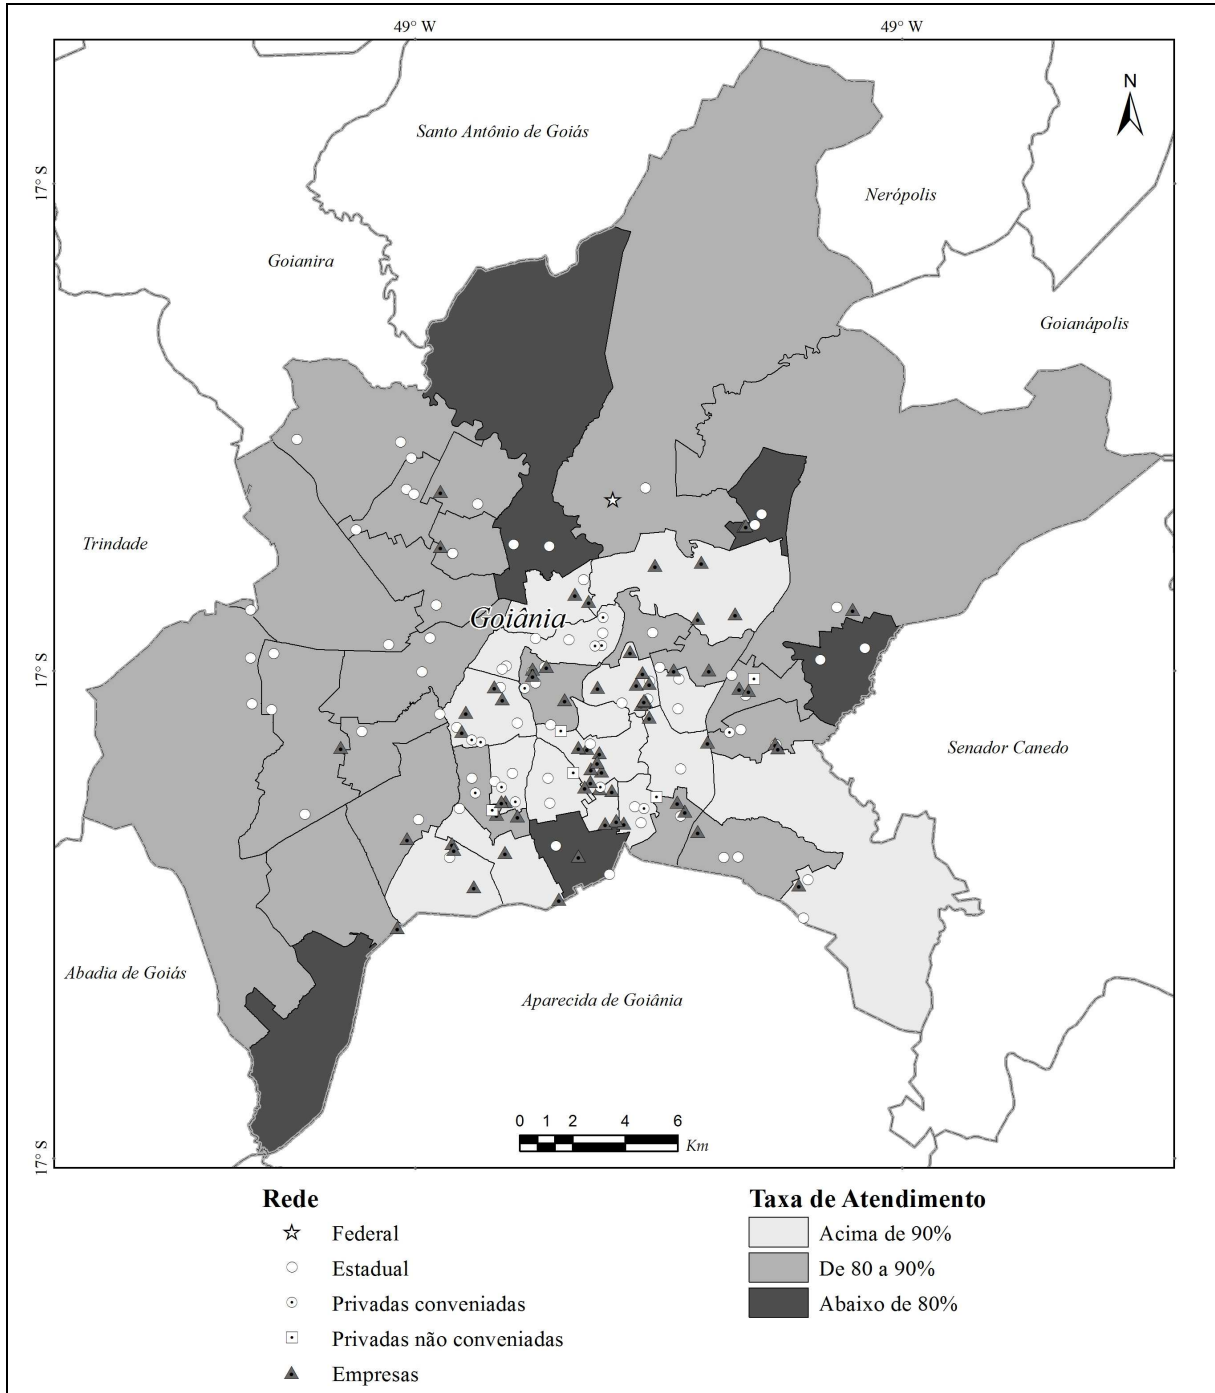 49° W
49° W
N
Santo Antônio de Goiás
17° S
Nerópolis
Goianira
Goianápolis
Trindade
Goiânia
17° S
Senador Canedo
Abadia de Goiás
Aparecida de Goiânia
0 1 2 4 6
Km
17° S
Rede
Federal
Estadual
Privadas conveniadas
Privadas não conveniadas
Empresas
Taxa de Atendimento
Acima de 90%
De 80 a 90%
Abaixo de 80%